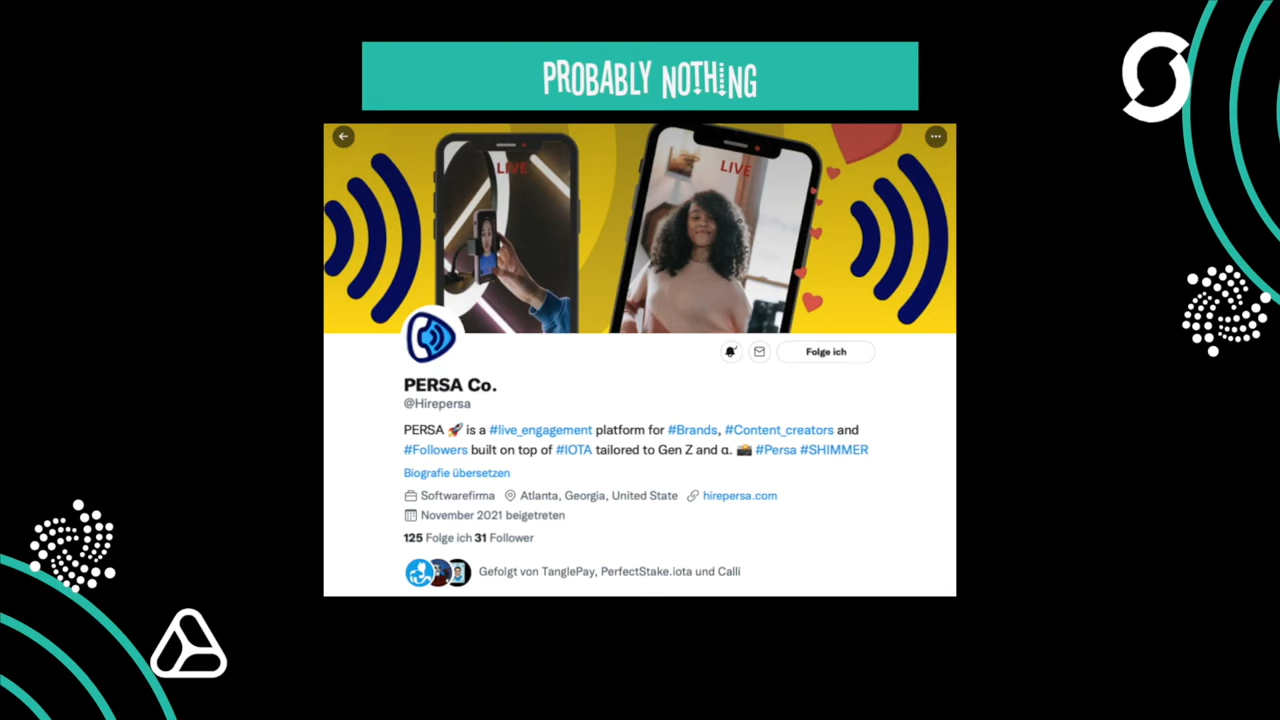 PROBABLY NOTHING
LIVE
LIVE
Folge ich
PERSA Co.
@Hirepersa
PERSA 🚀 is a #live_engagement platform for #Brands, #Content_creators and
#Followers built on top of #IOTA tailored to Gen Z and α. 📸 #Persa #SHIMMER
Biografie übersetzen
Softwarefirma Atlanta, Georgia, United State hirepersa.com
November 2021 beigetreten
125 Folge ich 31 Follower
Gefolgt von TanglePay, PerfectStake.iota und Calli